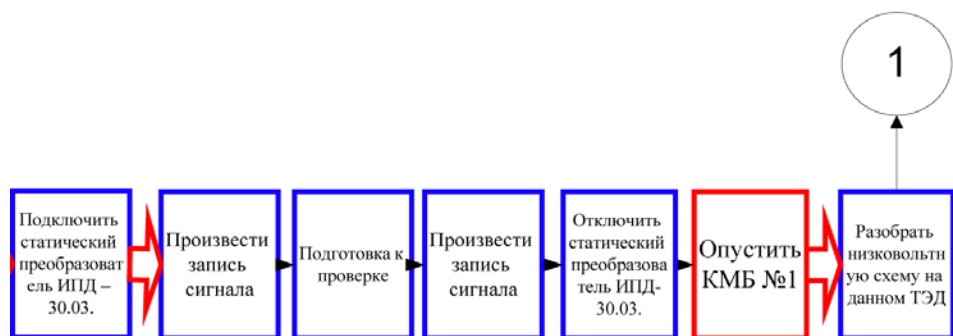 1
Подключить
статический
преобразоват
ель ИПД –
30.03.
Произвести
запись
сигнала
Подготовка к
проверке
Произвести
запись
сигнала
Отключить
статический
преобразова
тель ИПД-
30.03.
Опустить
КМБ №1
Разобрать
низковольтн
ую схему на
данном ТЭД